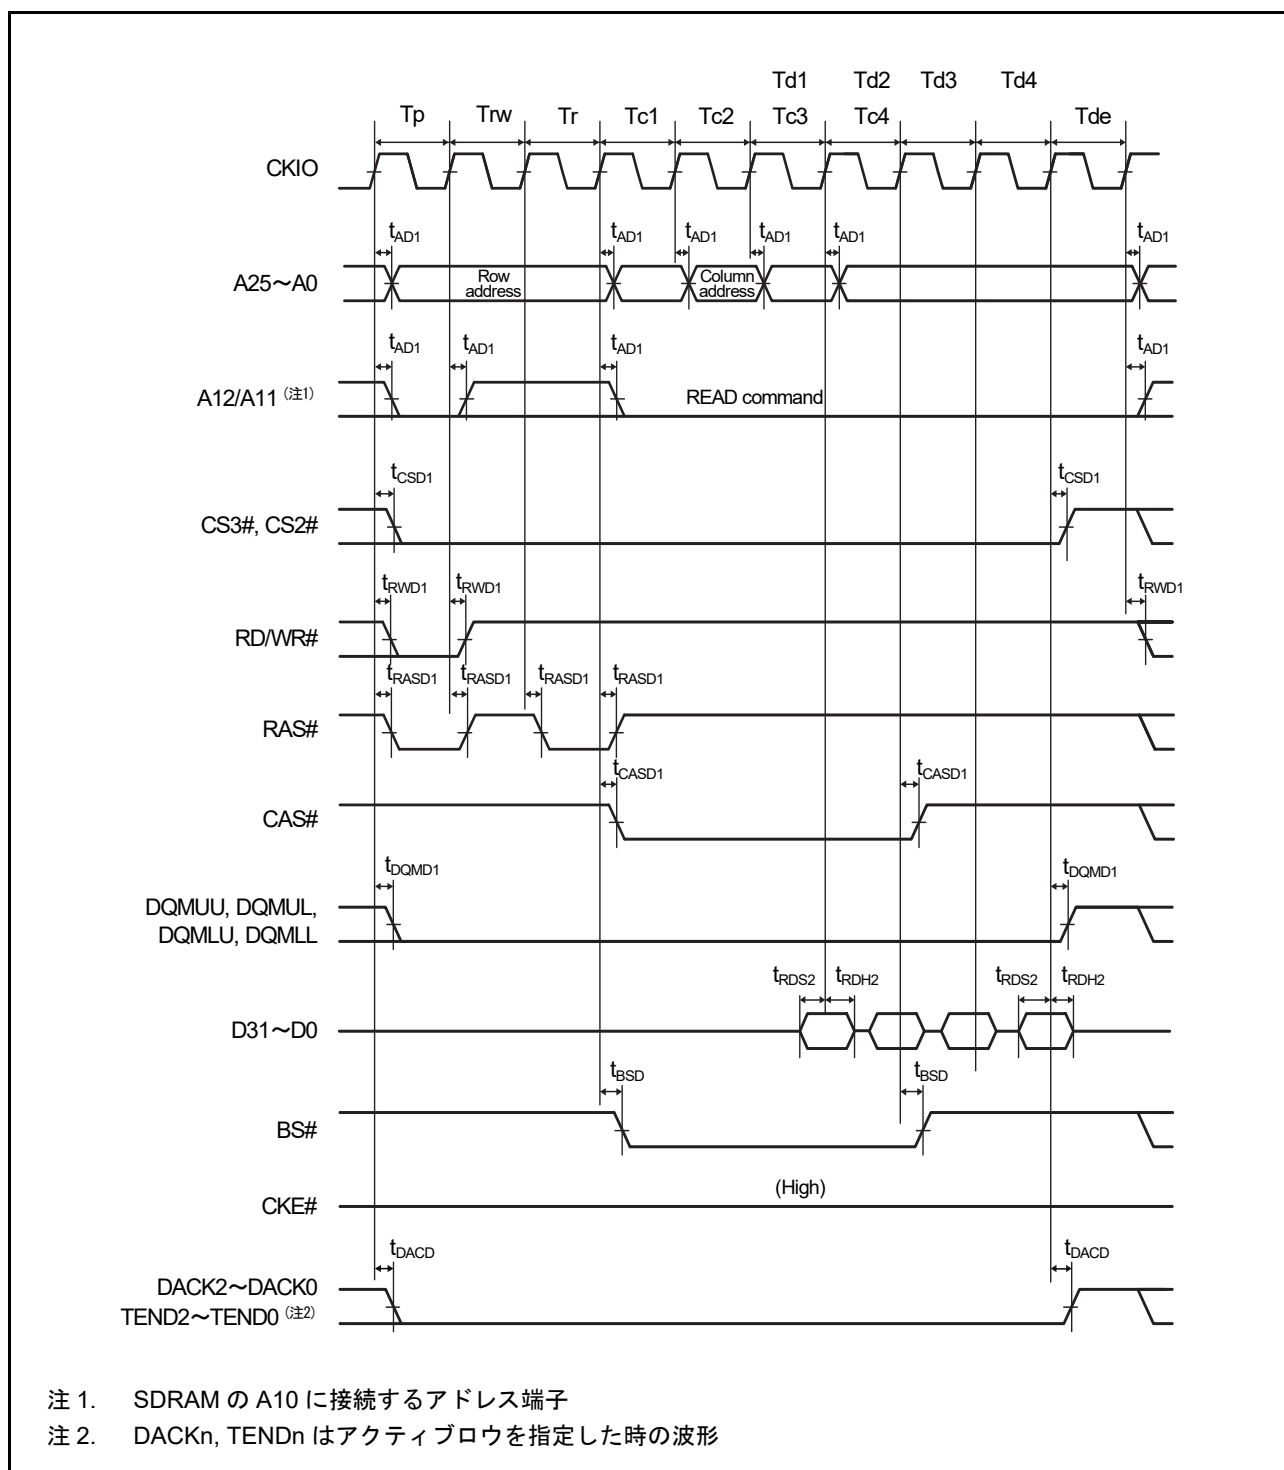 Td1 Td2 Td3 Td4
Tp Trw Tr Tc1 Tc2 Tc3 Tc4 Tde
CKIO
tAD1 tAD1 tAD1 tAD1 tAD1 tAD1
A25～A0 Row address Column address
tAD1 tAD1 tAD1 tAD1
A12/A11 (注1) READ command
tCSD1 tCSD1
CS3#, CS2#
tRWD1 tRWD1 tRWD1
RD/WR#
tRASD1 tRASD1 tRASD1 tRASD1
RAS#
tCASD1 tCASD1
CAS#
tDQMD1 tDQMD1
DQMUU, DQMUL,
DQMLU, DQMLL
tRDS2 tRDH2 tRDS2 tRDH2
D31～D0
tBSD tBSD
BS#
(High)
CKE#
tDACD tDACD
DACK2～DACK0
TEND2～TEND0 (注2)
注 1. SDRAM の A10 に接続するアドレス端子
注 2. DACKn, TENDn はアクティブロウを指定した時の波形